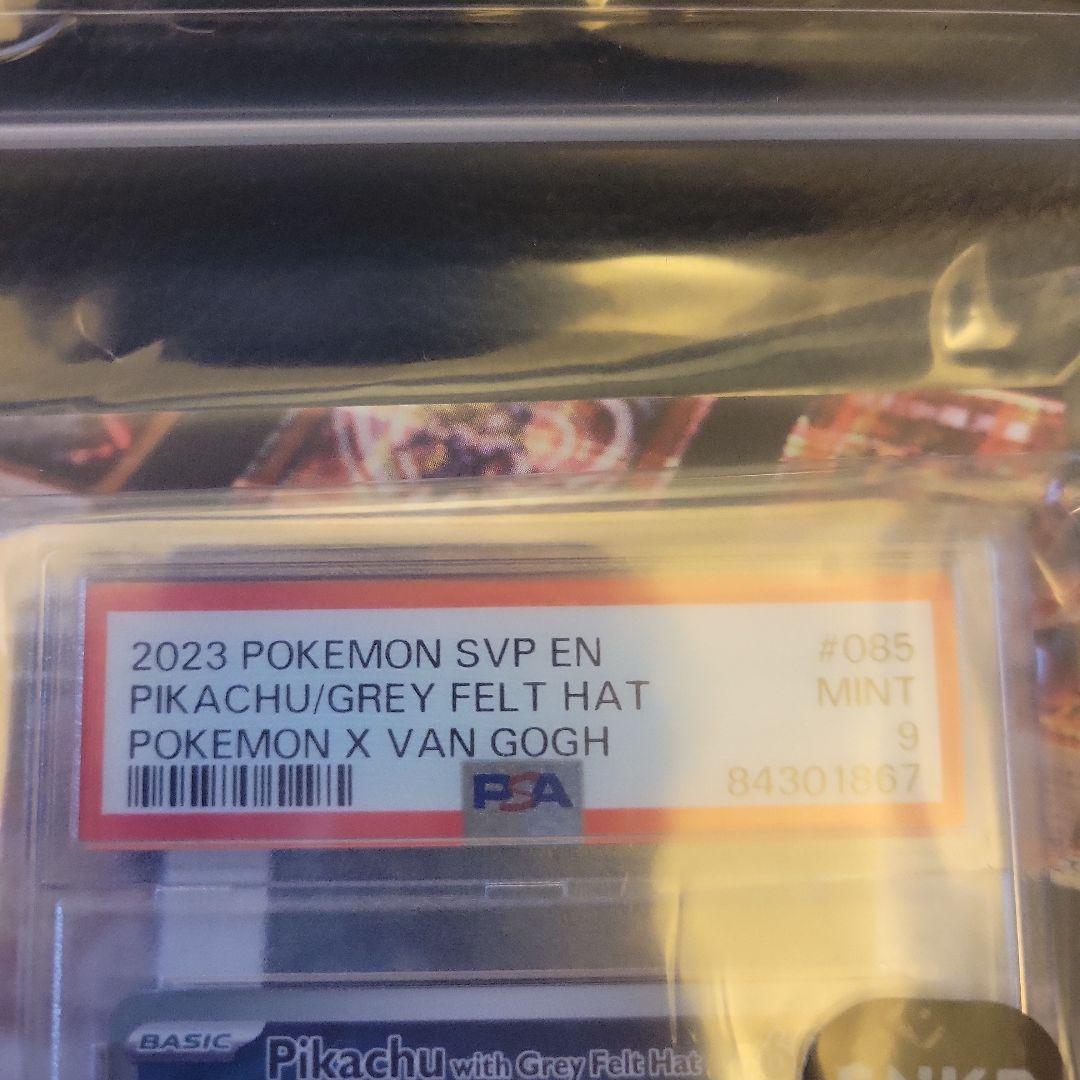 2023 POKEMON SVP EN #085
PIKACHU/GREY FELT HAT MINT
POKEMON X VAN GOGH 9
PSA 84301867
BASIC Pikachu with Grey Felt Hat